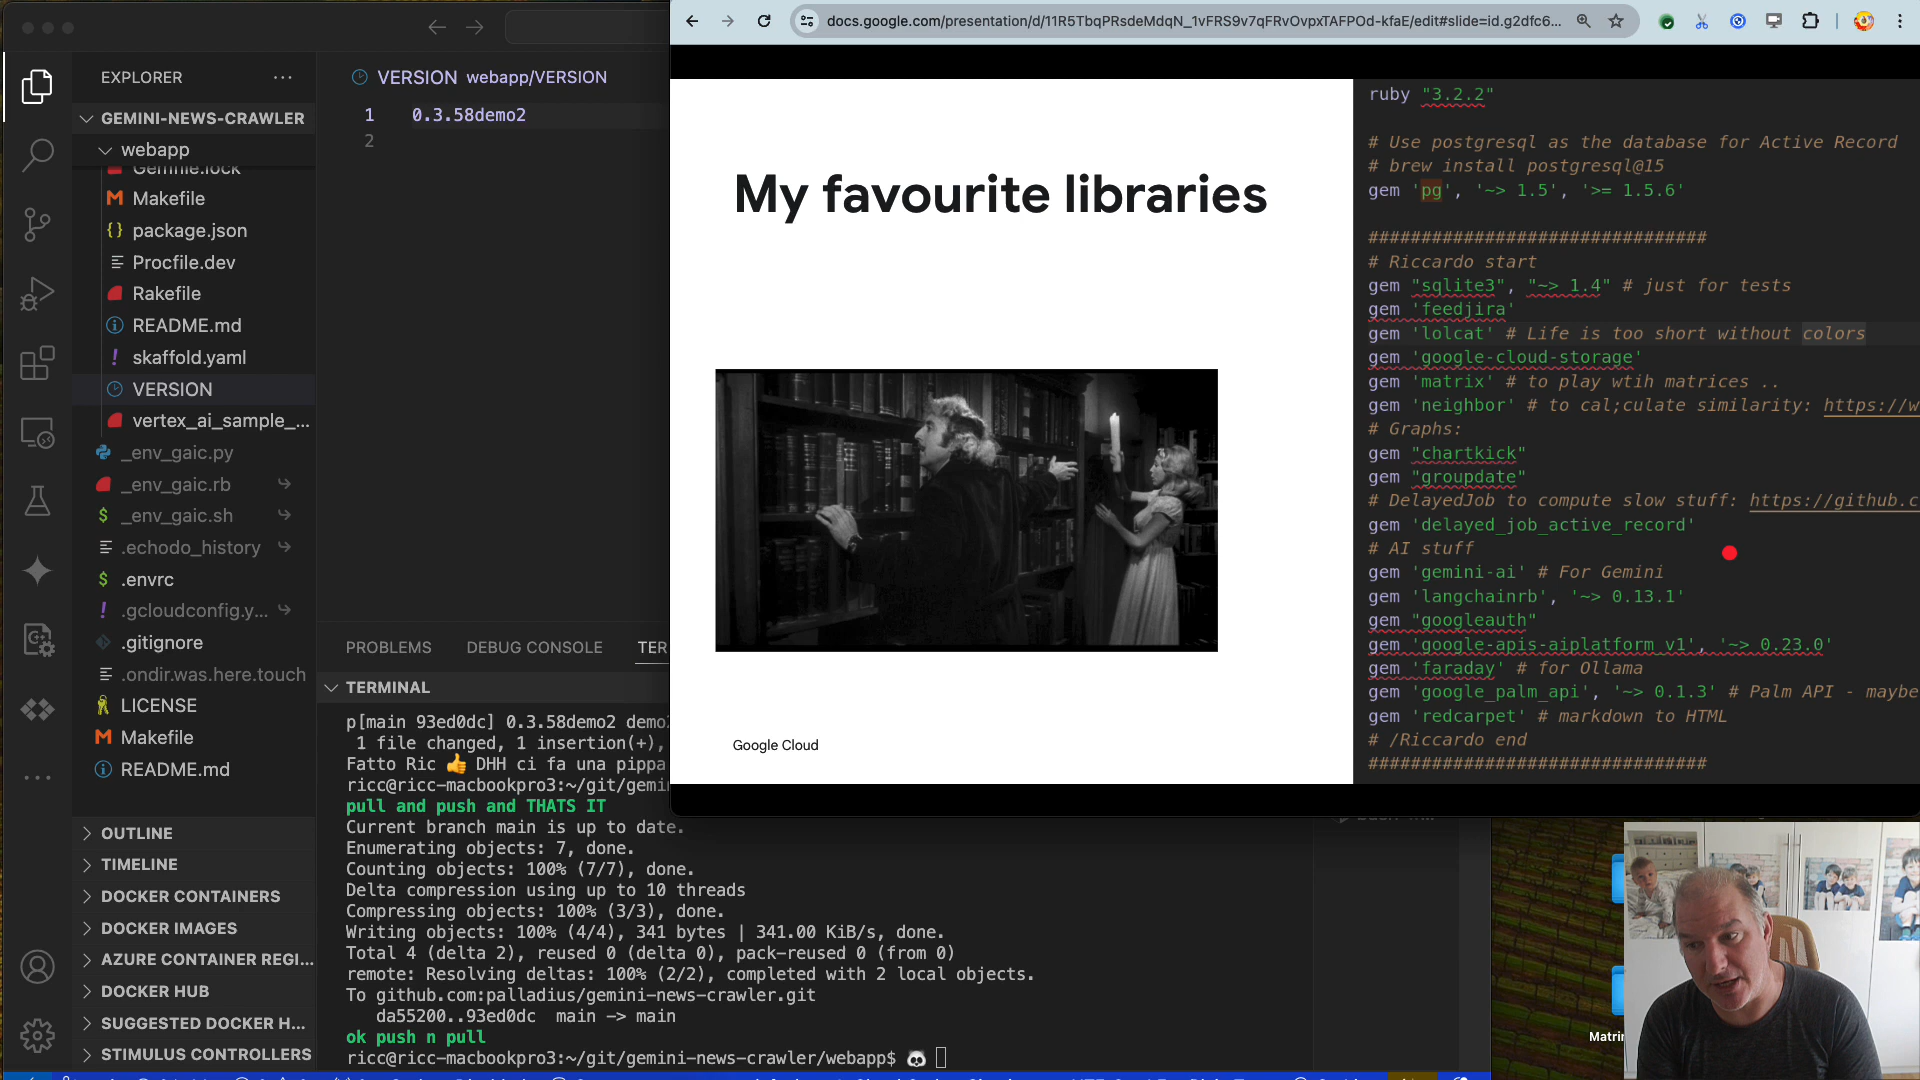 EXPLORER
GEMINI-NEWS-CRAWLER
webapp
Gemfile.lock
Makefile
package.json
Procfile.dev
Rakefile
README.md
skaffold.yaml
VERSION
vertex_ai_sample_...
_env_gaic.py
_env_gaic.rb
_env_gaic.sh
.echodo_history
.envrc
.gcloudconfig.y...
.gitignore
.ondir.was.here.touch
LICENSE
Makefile
README.md
OUTLINE
TIMELINE
DOCKER CONTAINERS
DOCKER IMAGES
AZURE CONTAINER REGI...
DOCKER HUB
SUGGESTED DOCKER H...
STIMULUS CONTROLLERS
VERSION webapp/VERSION
1 0.3.58demo2
2
PROBLEMS DEBUG CONSOLE TER
TERMINAL
p[main 93ed0dc] 0.3.58demo2 demo2
1 file changed, 1 insertion(+),
Fatto Ric 👍 DHH ci fa una pippa
ricc@ricc-macbookpro3:~/git/gemin
pull and push and THATS IT
Current branch main is up to date.
Enumerating objects: 7, done.
Counting objects: 100% (7/7), done.
Delta compression using up to 10 threads
Compressing objects: 100% (3/3), done.
Writing objects: 100% (4/4), 341 bytes | 341.00 KiB/s, done.
Total 4 (delta 2), reused 0 (delta 0), pack-reused 0 (from 0)
remote: Resolving deltas: 100% (2/2), completed with 2 local objects.
To github.com:palladius/gemini-news-crawler.git
da55200..93ed0dc main -> main
ok push n pull
ricc@ricc-macbookpro3:~/git/gemini-news-crawler/webapp$
docs.google.com/presentation/d/11R5TbqPRsdeMdqN_1vFRS9v7qFRvOvpxTAFPOd-kfaE/edit#slide=id.g2dfc6...
My favourite libraries
Google Cloud
ruby "3.2.2"
# Use postgresql as the database for Active Record
# brew install postgresql@15
gem 'pg', '~> 1.5', '>= 1.5.6'
################################
# Riccardo start
gem "sqlite3", "~> 1.4" # just for tests
gem 'feedjira'
gem 'lolcat' # Life is too short without colors
gem 'google-cloud-storage'
gem 'matrix' # to play wtih matrices ..
gem 'neighbor' # to cal;culate similarity: https://w
# Graphs:
gem "chartkick"
gem "groupdate"
# DelayedJob to compute slow stuff: https://github.c
gem 'delayed_job_active_record'
# AI stuff
gem 'gemini-ai' # For Gemini
gem 'langchainrb', '~> 0.13.1'
gem "googleauth"
gem 'google-apis-aiplatform_v1', '~> 0.23.0'
gem 'faraday' # for Ollama
gem 'google_palm_api', '~> 0.1.3' # Palm API - maybe
gem 'redcarpet' # markdown to HTML
# /Riccardo end
################################